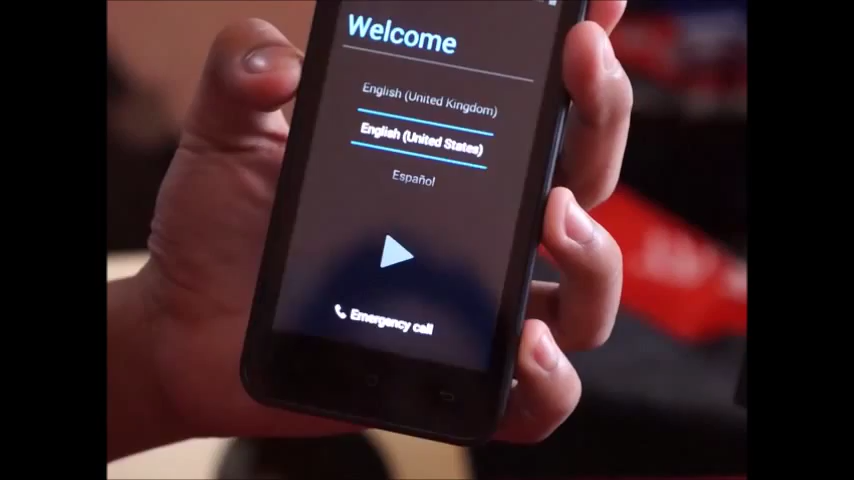 Welcome
English (United Kingdom)
English (United States)
Español
Emergency call